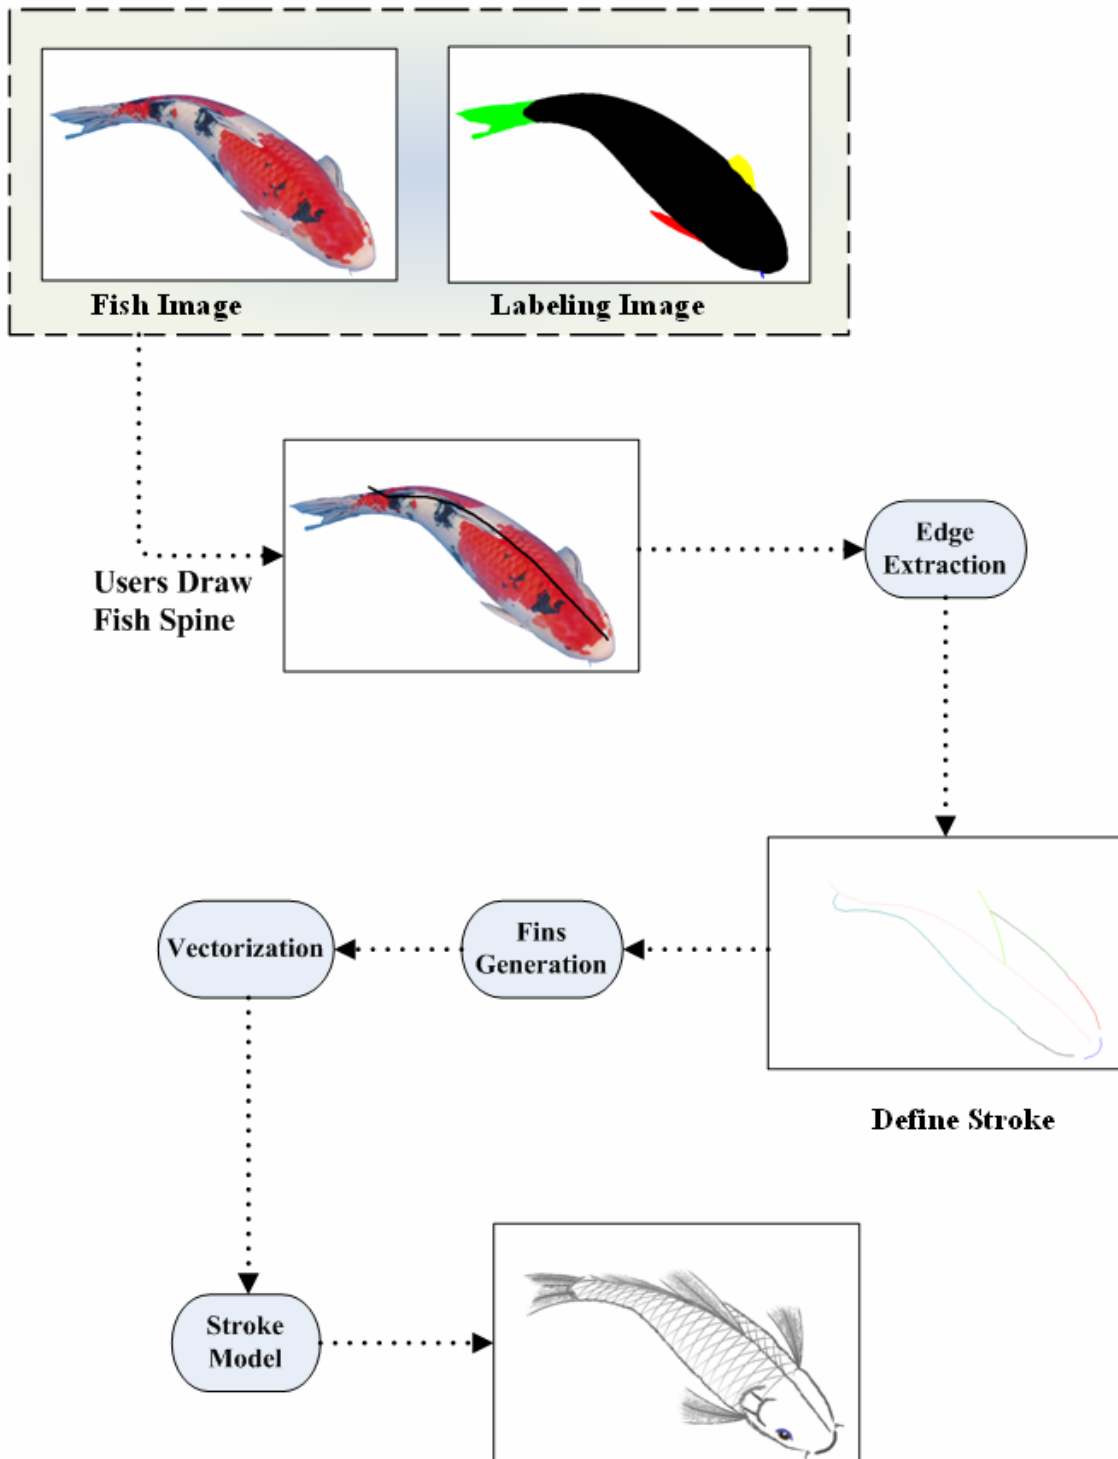 Fish Image
Labeling Image
Users Draw
Fish Spine
Edge
Extraction
Define Stroke
Fins
Generation
Vectorization
Stroke
Model